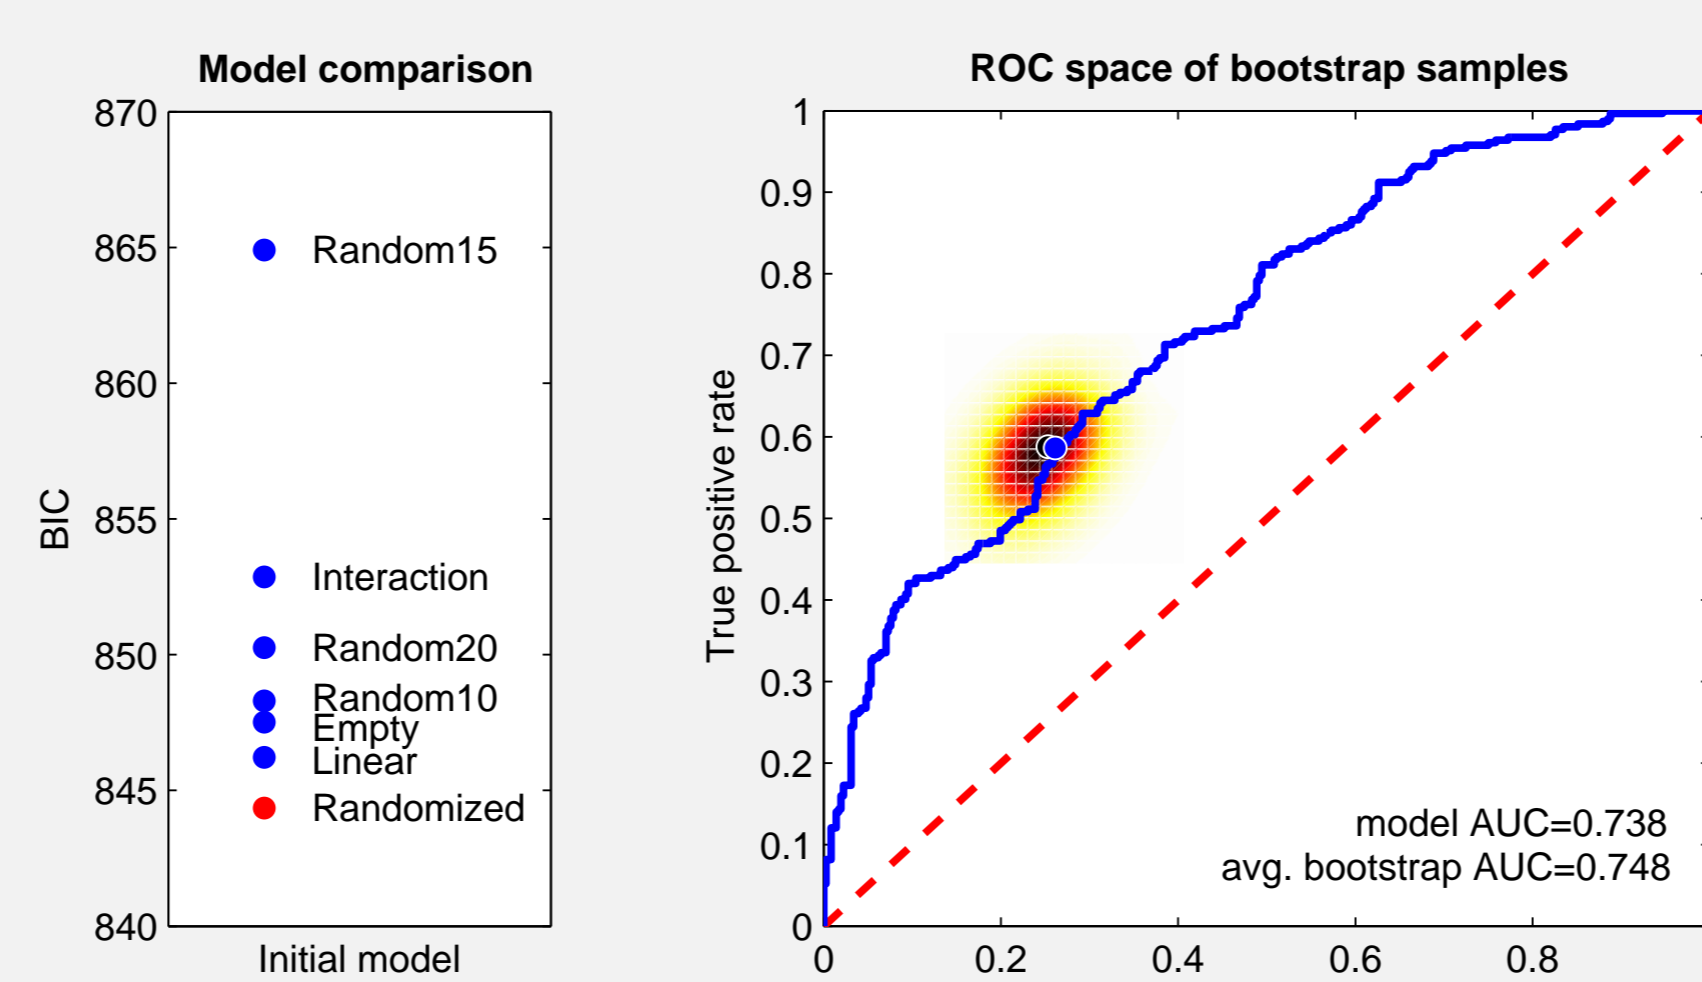 Model comparison
870
865
860
855
850
845
840
BIC
Random15
Interaction
Random20
Random10
Empty
Linear
Randomized
Initial model
ROC space of bootstrap samples
1
0.9
0.8
0.7
0.6
0.5
0.4
0.3
0.2
0.1
0
True positive rate
model AUC=0.738
avg. bootstrap AUC=0.748
0 0.2 0.4 0.6 0.8